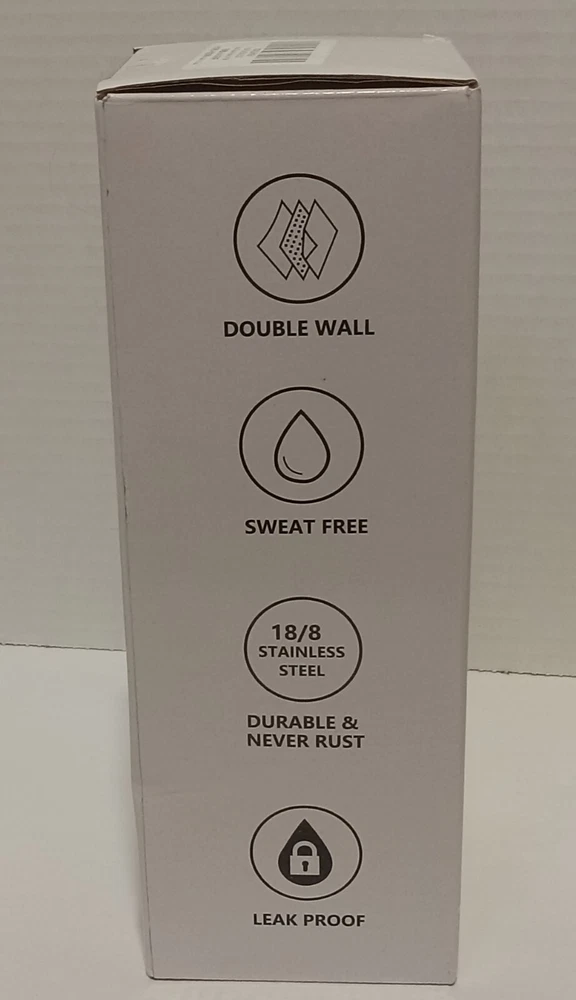 DOUBLE WALL
SWEAT FREE
18/8
STAINLESS
STEEL
DURABLE &
NEVER RUST
LEAK PROOF